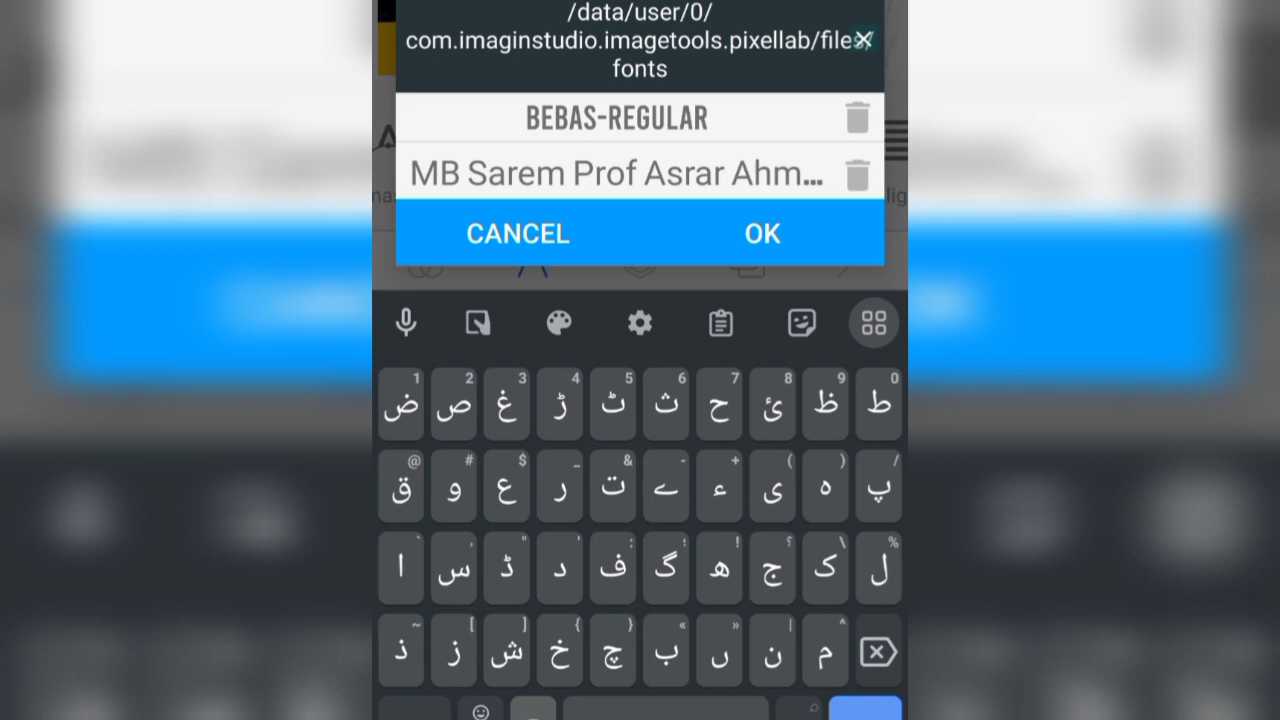 /data/user/0/
com.imaginstudio.imagetools.pixellab/files/
fonts
BEBAS-REGULAR
MB Sarem Prof Asrar Ahm...
CANCEL OK
1 2 3 4 5 6 7 8 9 0
ض ص غ ڑ ٹ ث ح ئ ظ ط
@ # $ _ & - + ( ) /
ق و ع ر ت ے ء ی ہ پ
` , " ' : ; ! ؟ \ %
ا س ڈ د ف گ ھ ج ک ل
~ [ ] { } « » | ^
ذ ز ش خ چ ب ں ن م